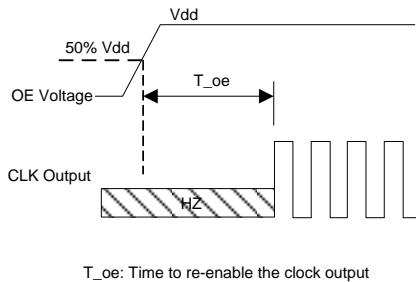 Vdd
50% Vdd
T_oe
OE Voltage
CLK Output
HZ
T_oe: Time to re-enable the clock output